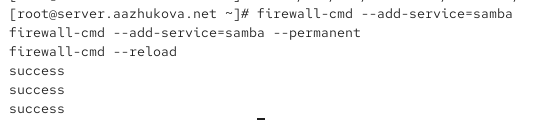 [root@server.aazhukova.net ~]# firewall-cmd --add-service=samba
firewall-cmd --add-service=samba --permanent
firewall-cmd --reload
success
success
success